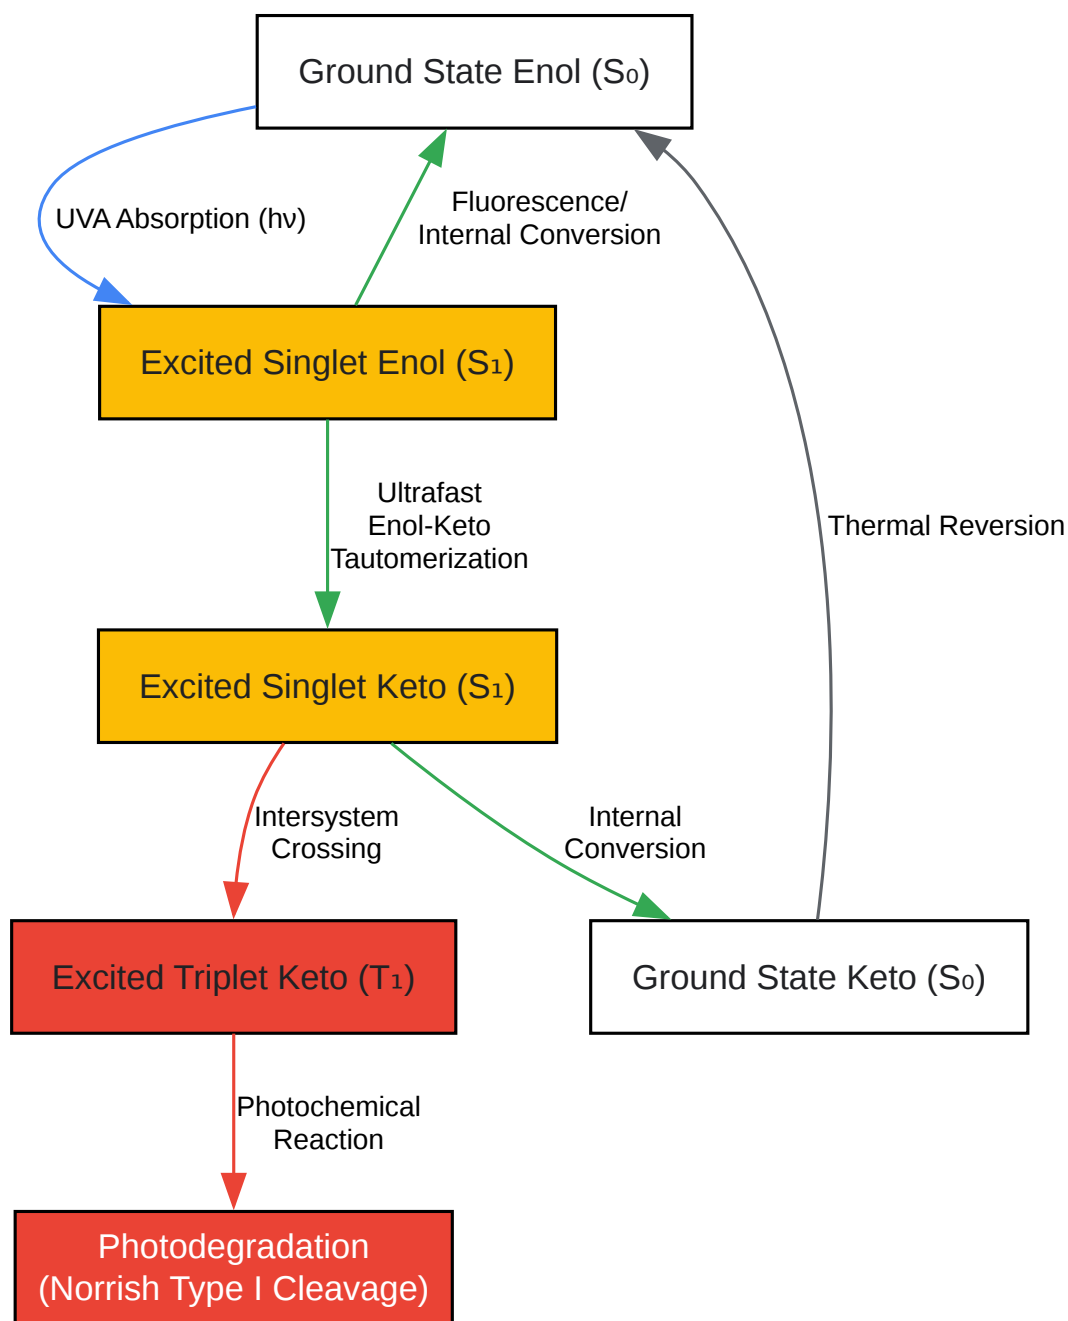 Ground State Enol (S₀)
UVA Absorption (hν)
Fluorescence/
Internal Conversion
Excited Singlet Enol (S₁)
Ultrafast
Enol-Keto
Tautomerization
Thermal Reversion
Excited Singlet Keto (S₁)
Intersystem
Crossing
Internal
Conversion
Excited Triplet Keto (T₁)
Ground State Keto (S₀)
Photochemical
Reaction
Photodegradation
(Norrish Type I Cleavage)